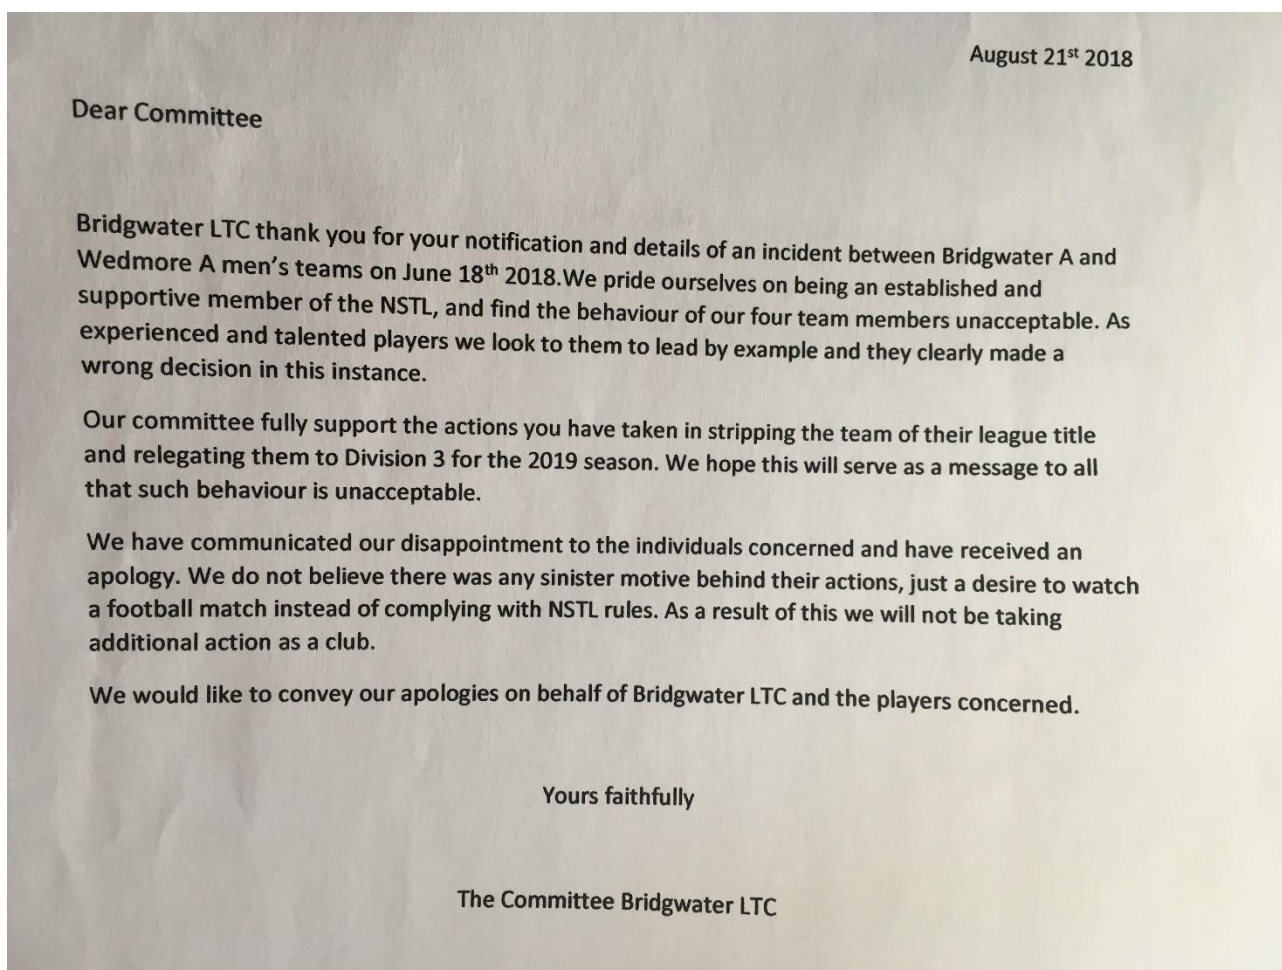 August 21st 2018
Dear Committee
Bridgwater LTC thank you for your notification and details of an incident between Bridgwater A and
Wedmore A men's teams on June 18th 2018.We pride ourselves on being an established and
supportive member of the NSTL, and find the behaviour of our four team members unacceptable. As
experienced and talented players we look to them to lead by example and they clearly made a
wrong decision in this instance.
Our committee fully support the actions you have taken in stripping the team of their league title
and relegating them to Division 3 for the 2019 season. We hope this will serve as a message to all
that such behaviour is unacceptable.
We have communicated our disappointment to the individuals concerned and have received an
apology. We do not believe there was any sinister motive behind their actions, just a desire to watch
a football match instead of complying with NSTL rules. As a result of this we will not be taking
additional action as a club.
We would like to convey our apologies on behalf of Bridgwater LTC and the players concerned.
Yours faithfully
The Committee Bridgwater LTC